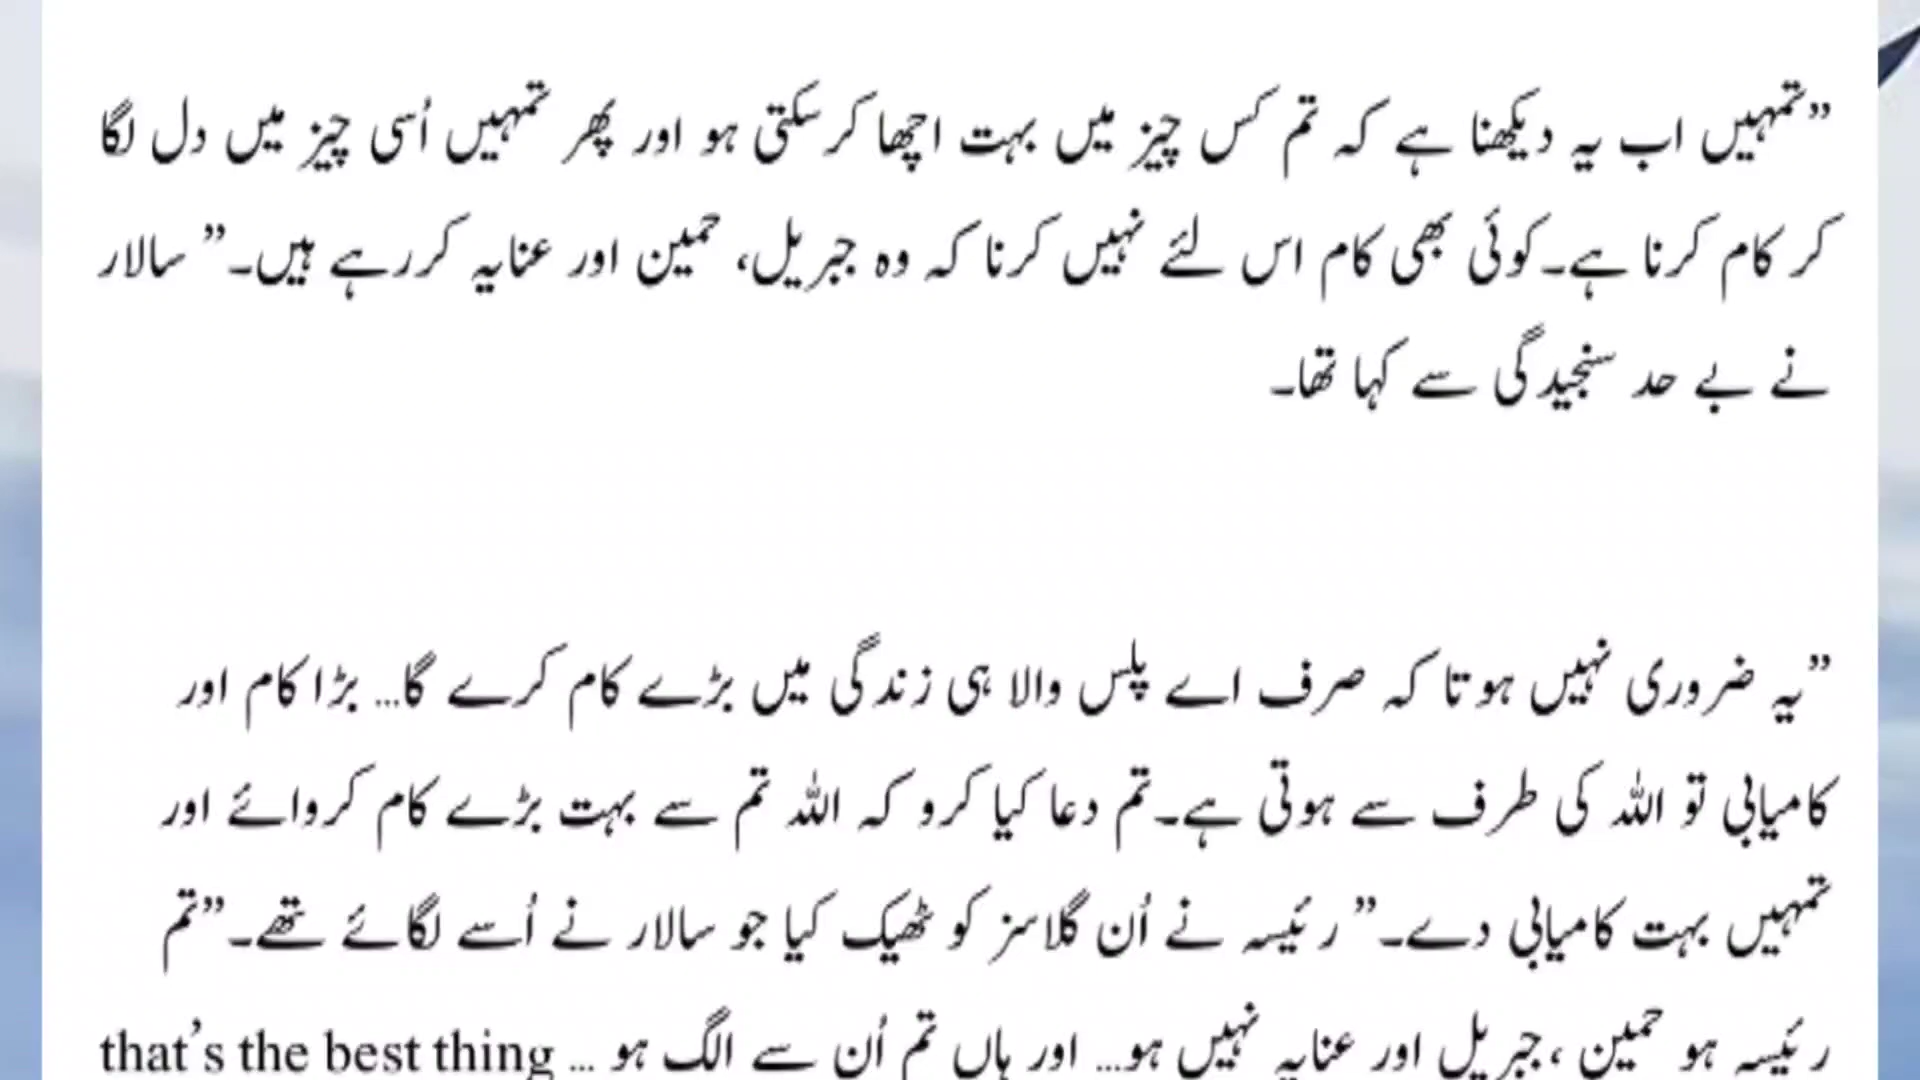 ”تمہیں اب یہ دیکھنا ہے کہ تم کس چیز میں بہت اچھا کرسکتی ہو اور پھر تمہیں اُسی چیز میں دل لگا
کر کام کرنا ہے۔کوئی بھی کام اس لئے نہیں کرنا کہ وہ جبریل، حمین اور عنایہ کررہے ہیں۔” سالار
نے بے حد سنجیدگی سے کہا تھا۔
”یہ ضروری نہیں ہوتا کہ صرف اے پلس والا ہی زندگی میں بڑے کام کرے گا… بڑا کام اور
کامیابی تو اللہ کی طرف سے ہوتی ہے۔تم دعا کیا کرو کہ اللہ تم سے بہت بڑے کام کروائے اور
تمہیں بہت کامیابی دے۔” رئیسہ نے اُن گلاسز کو ٹھیک کیا جو سالار نے اُسے لگائے تھے۔”تم
رئیسہ ہو حمین ،جبریل اور عنایہ نہیں ہو… اور ہاں تم اُن سے الگ ہو … that’s the best thing